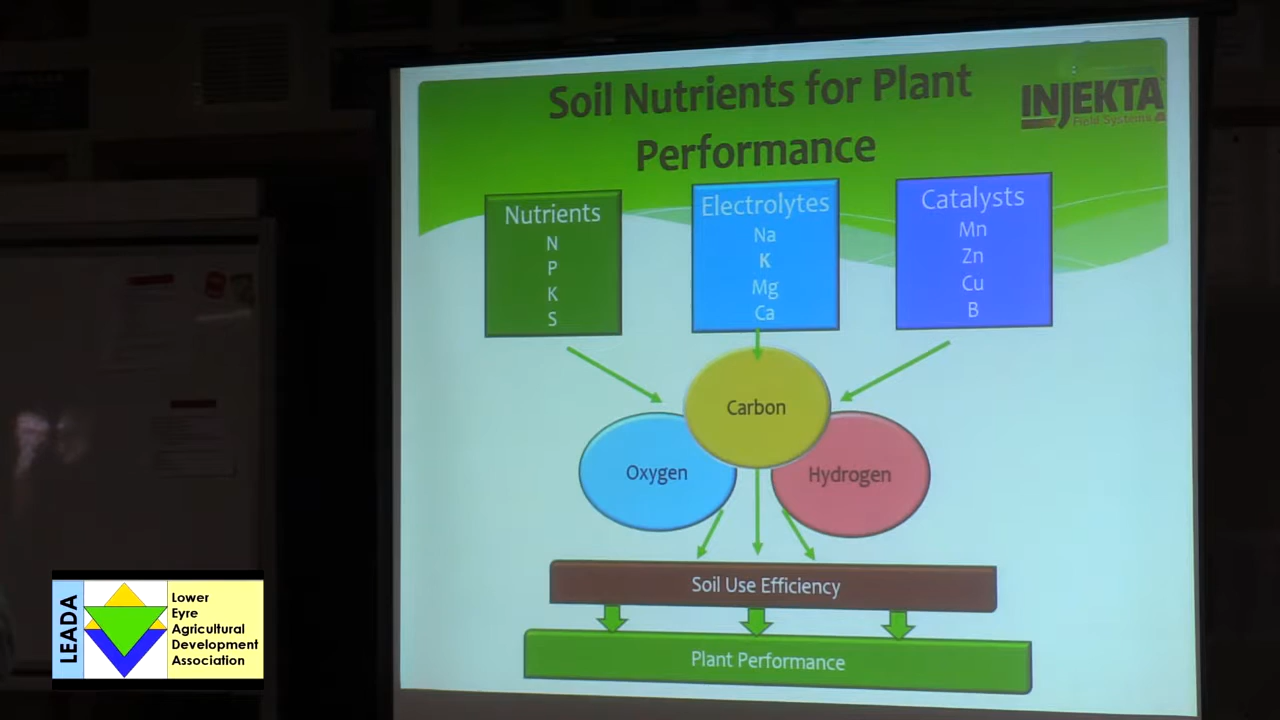 Soil Nutrients for Plant
Performance
INJEKTA
Field Systems
Nutrients
N
P
K
S
Electrolytes
Na
K
Mg
Ca
Catalysts
Mn
Zn
Cu
B
Carbon
Oxygen
Hydrogen
Soil Use Efficiency
Plant Performance
LEADA
Lower
Eyre
Agricultural
Development
Association